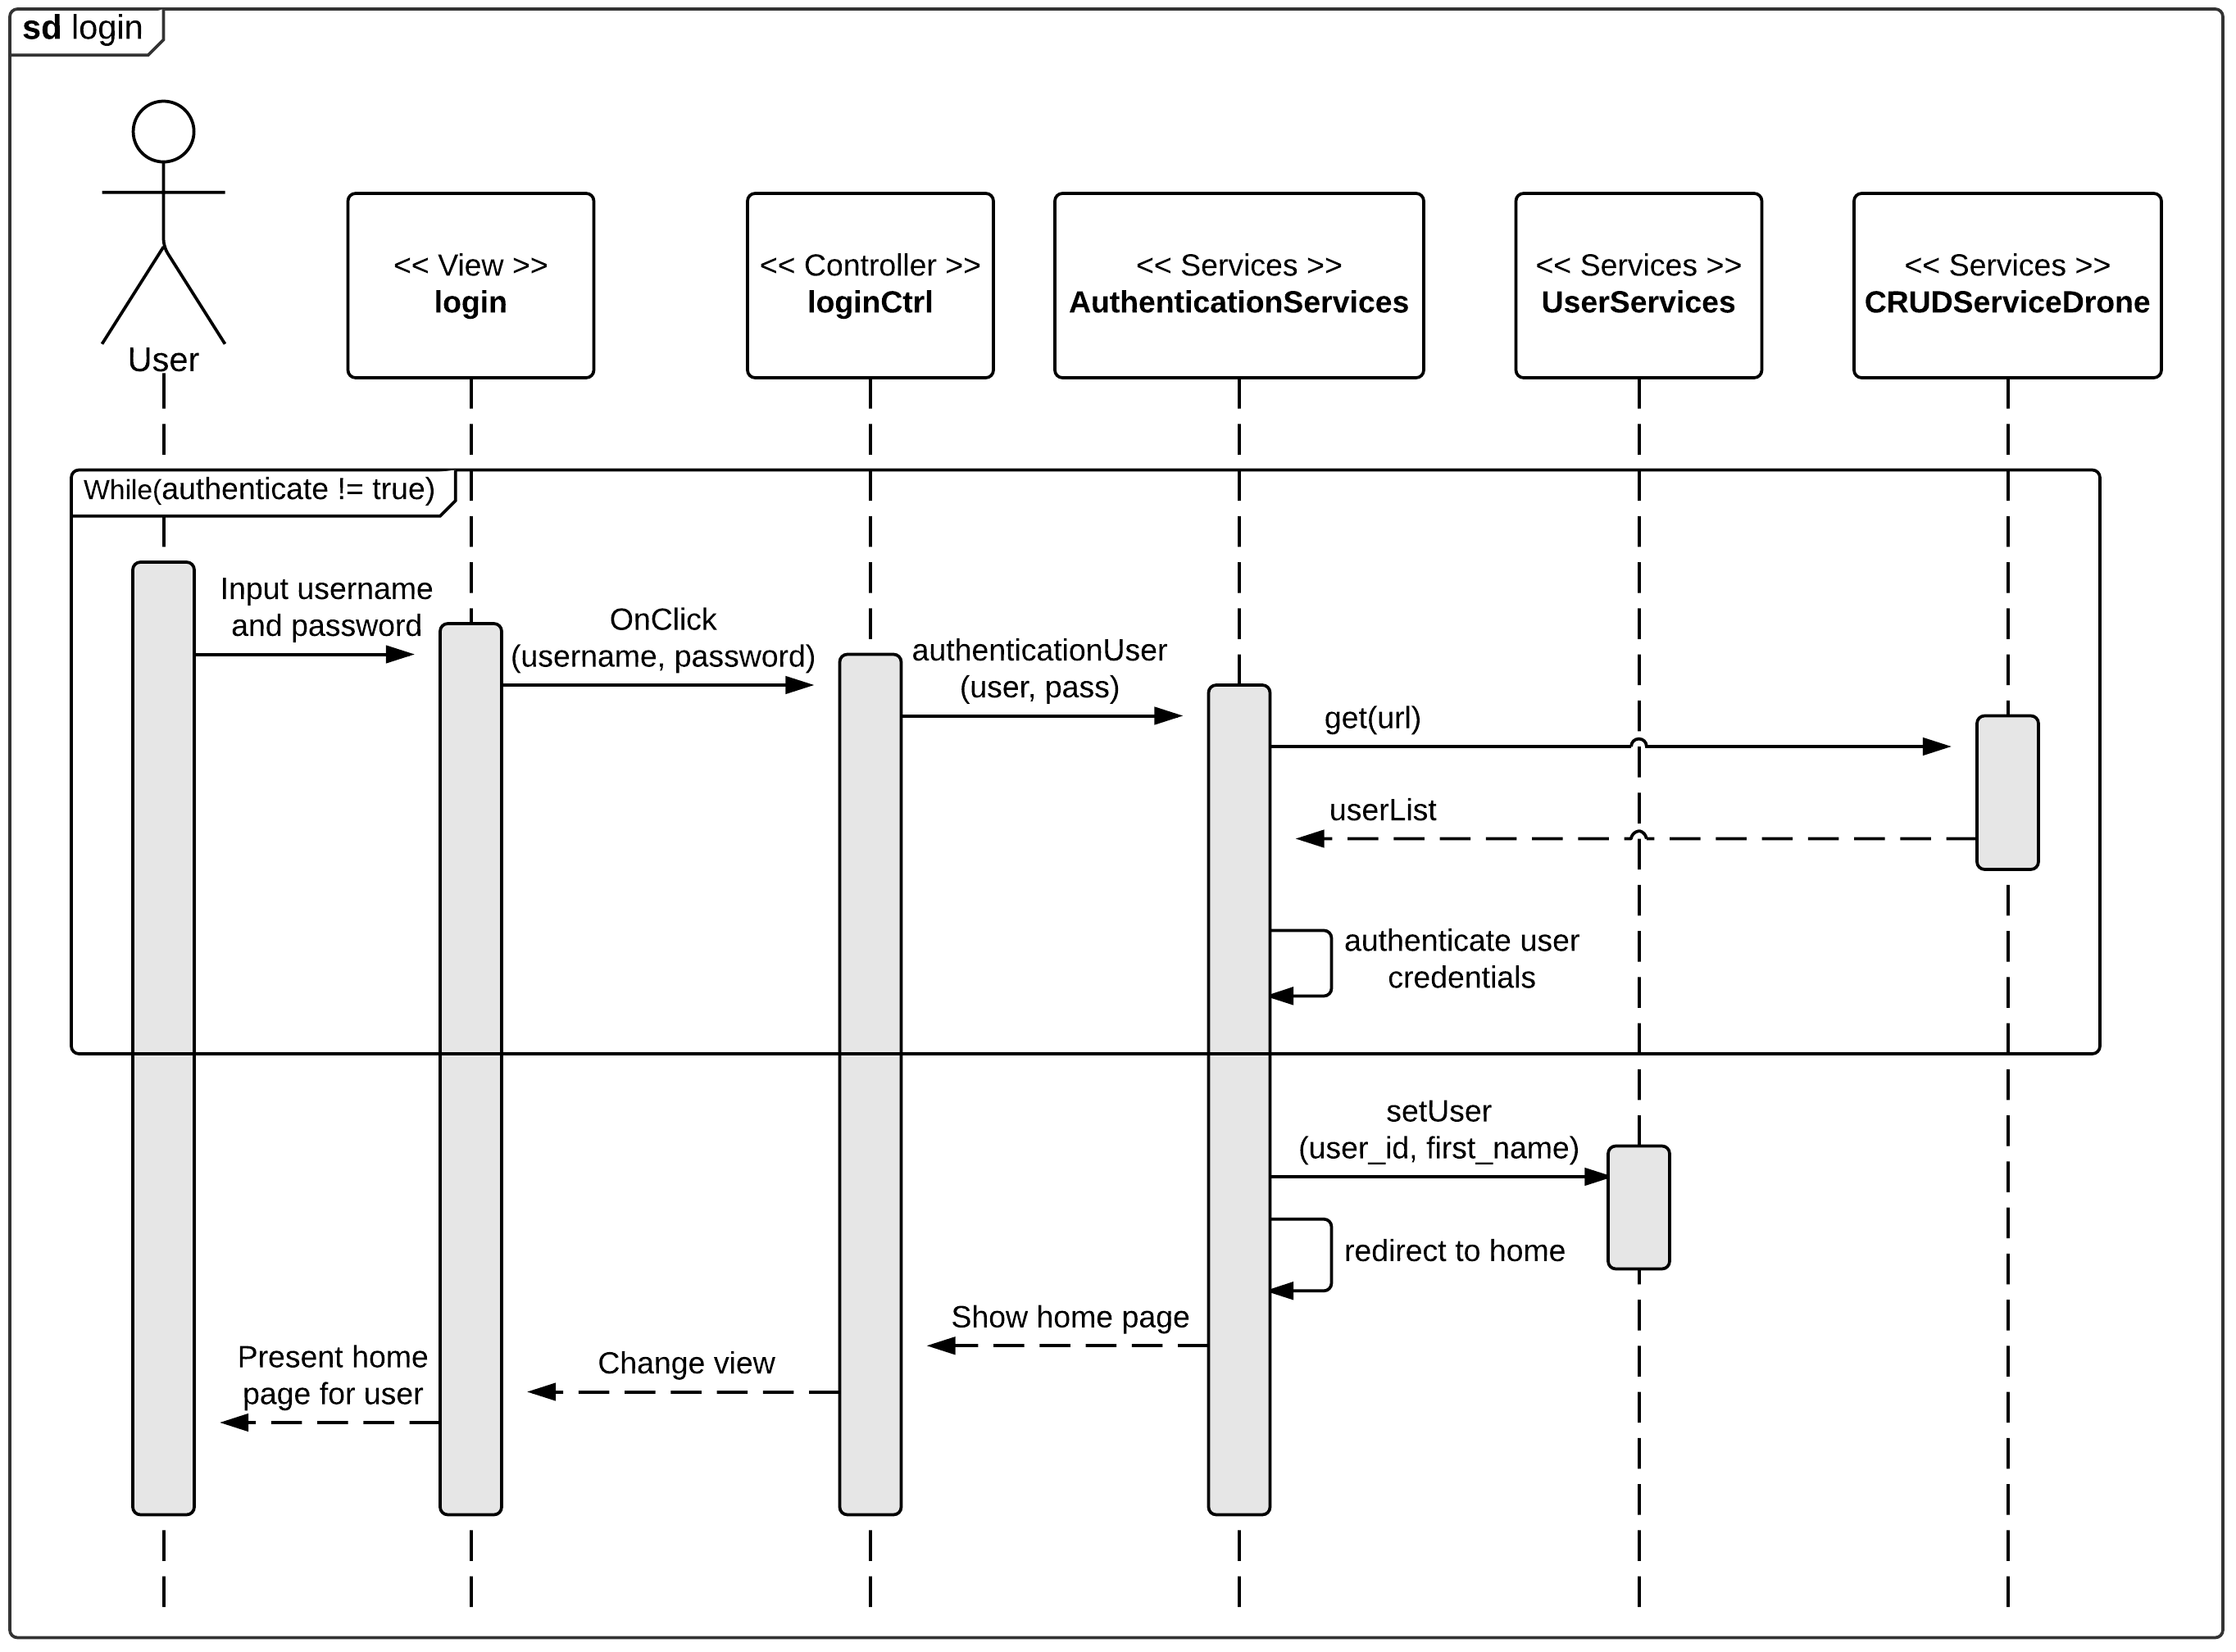 sd login
User
<< View >>
login
<< Controller >>
loginCtrl
<< Services >>
AuthenticationServices
<< Services >>
UserServices
<< Services >>
CRUDServiceDrone
While(authenticate != true)
Input username
and password
OnClick
(username, password)
authenticationUser
(user, pass)
get(url)
userList
authenticate user
credentials
setUser
(user_id, first_name)
redirect to home
Show home page
Change view
Present home
page for user